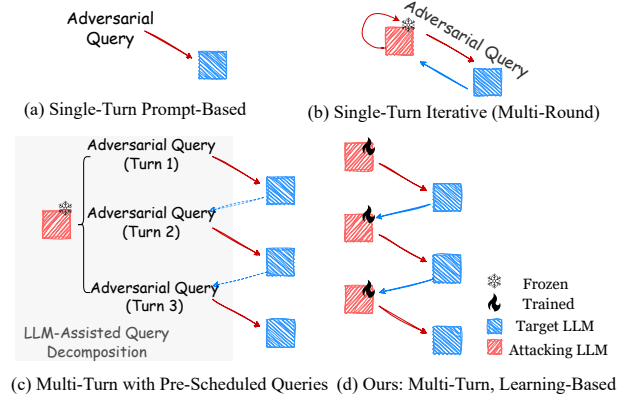 Adversarial
Query
(a) Single-Turn Prompt-Based
Adversarial Query
(b) Single-Turn Iterative (Multi-Round)
Adversarial Query
(Turn 1)
Adversarial Query
(Turn 2)
Adversarial Query
(Turn 3)
LLM-Assisted Query
Decomposition
(c) Multi-Turn with Pre-Scheduled Queries
Frozen
Trained
Target LLM
Attacking LLM
(d) Ours: Multi-Turn, Learning-Based